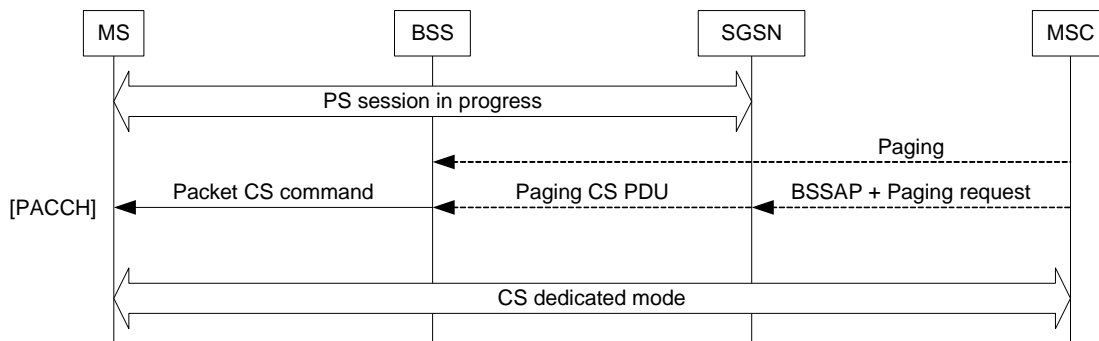 MS
BSS
SGSN
MSC
PS session in progress
Paging
[PACCH]
Packet CS command
Paging CS PDU
BSSAP + Paging request
CS dedicated mode